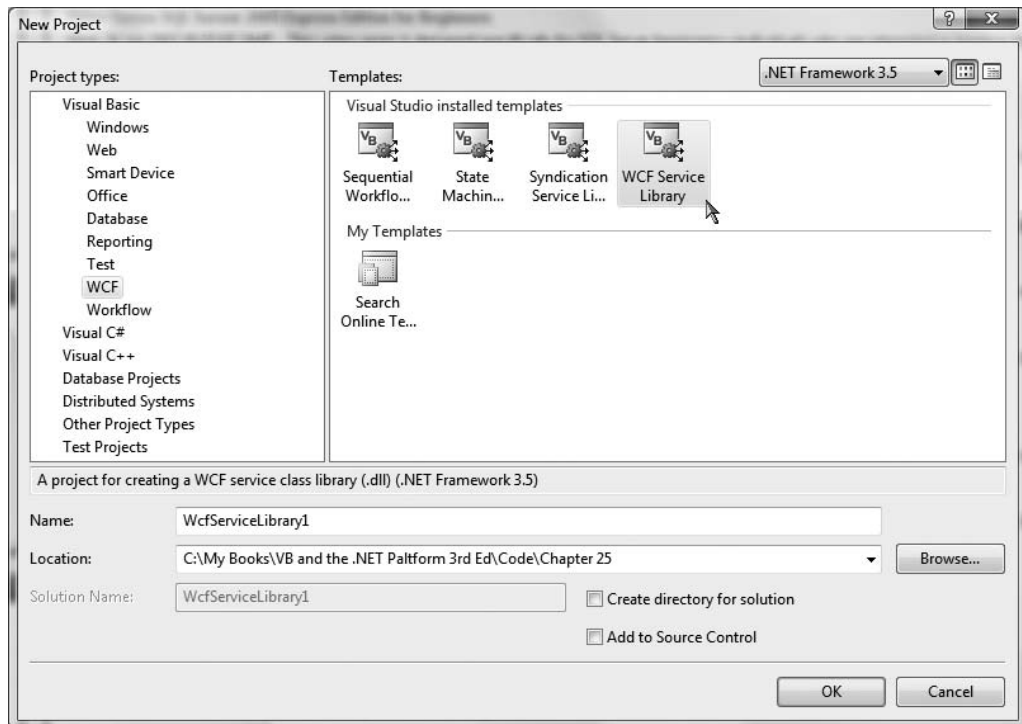 New Project
Project types:
Templates:
.NET Framework 3.5
Visual Basic
Windows
Web
Smart Device
Office
Database
Reporting
Test
WCF
Workflow
Visual C#
Visual C++
Database Projects
Distributed Systems
Other Project Types
Test Projects
Visual Studio installed templates
VB
VB
VB
VB
Sequential
Workflo...
State
Machin...
Syndication
Service Li...
WCF Service
Library
My Templates
Search
Online Te...
A project for creating a WCF service class library (.dll) (.NET Framework 3.5)
Name:
WcfServiceLibrary1
Location:
C:\My Books\VB and the .NET Paltform 3rd Ed\Code\Chapter 25
Browse...
Solution Name:
WcfServiceLibrary1
Create directory for solution
Add to Source Control
OK
Cancel